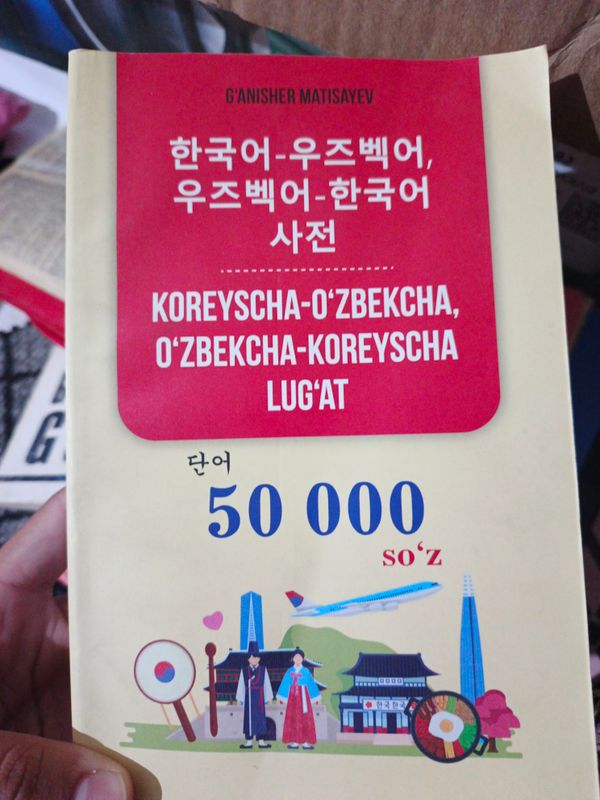 G'ANISHER MATISAYEV
한국어-우즈벡어,
우즈벡어-한국어
사전
KOREYSCHA-O‘ZBEKCHA,
O‘ZBEKCHA-KOREYSCHA
LUG‘AT
단어
50 000
so‘z